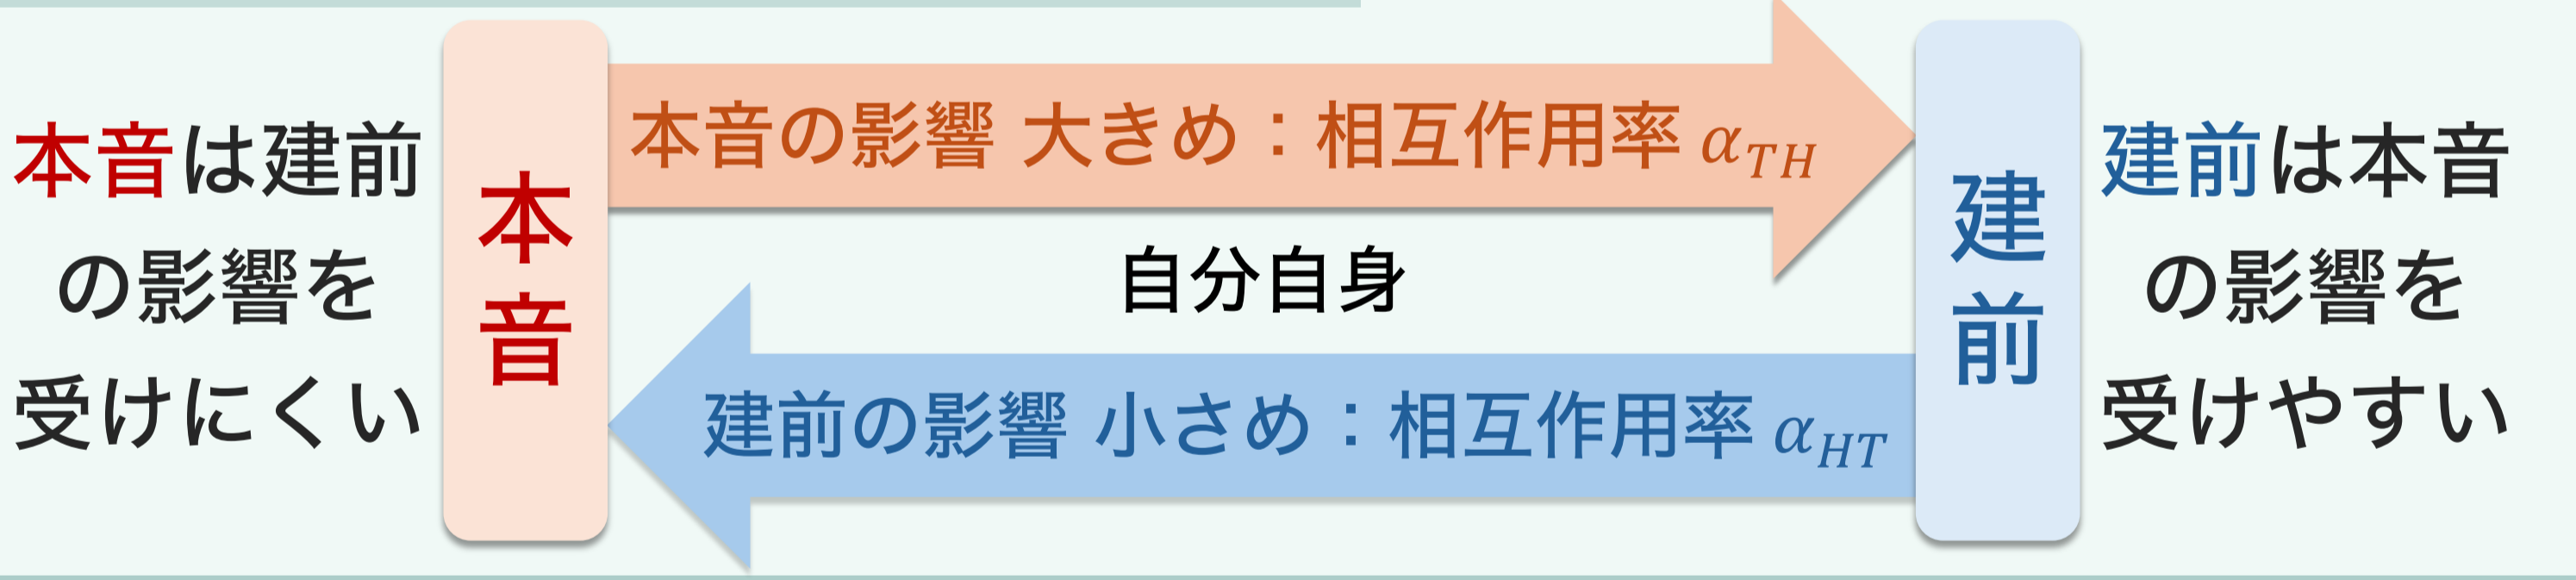 本音は建前
の影響を
受けにくい
本音
本音の影響 大きめ：相互作用率 α_TH
自分自身
建前の影響 小さめ：相互作用率 α_HT
建前
建前は本音
の影響を
受けやすい